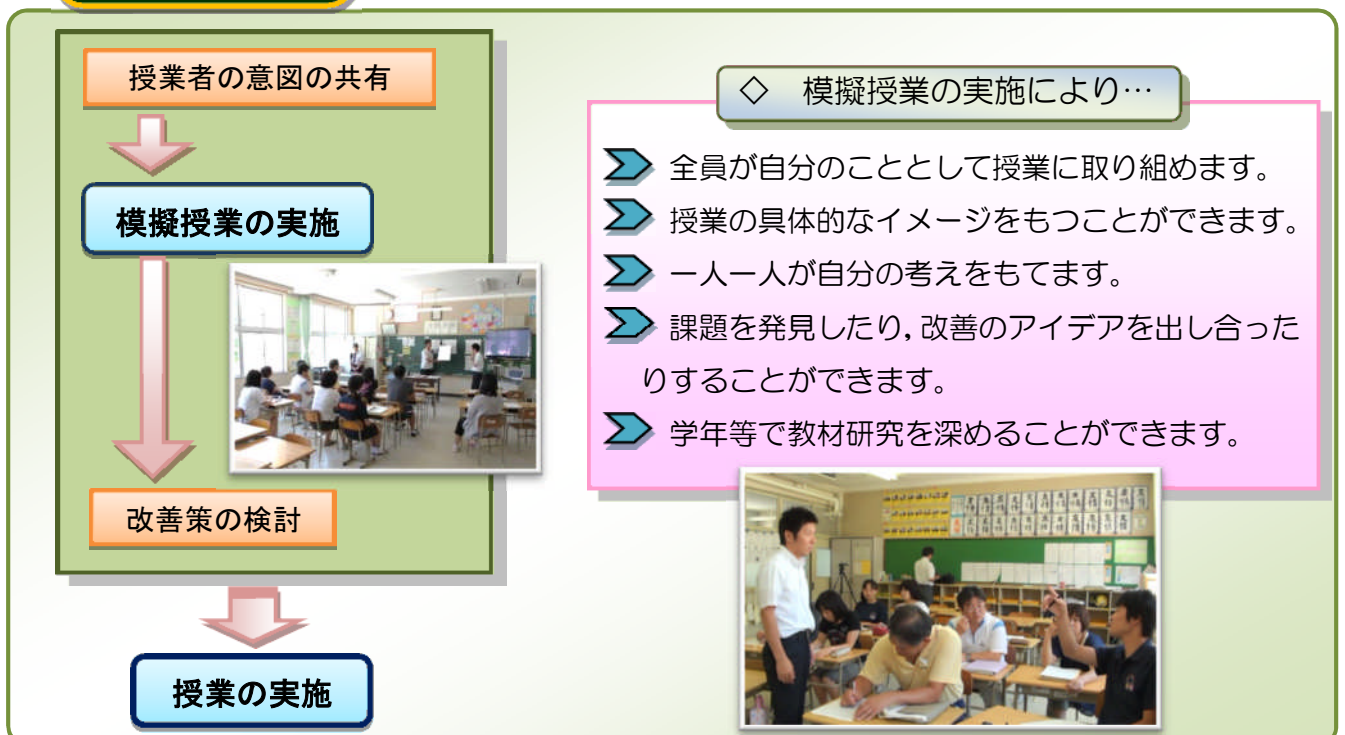 授業者の意図の共有
模擬授業の実施
改善策の検討
授業の実施
◇ 模擬授業の実施により…
全員が自分のこととして授業に取り組めます。
授業の具体的なイメージをもつことができます。
一人一人が自分の考えをもてます。
課題を発見したり，改善のアイデアを出し合った
りすることができます。
学年等で教材研究を深めることができます。